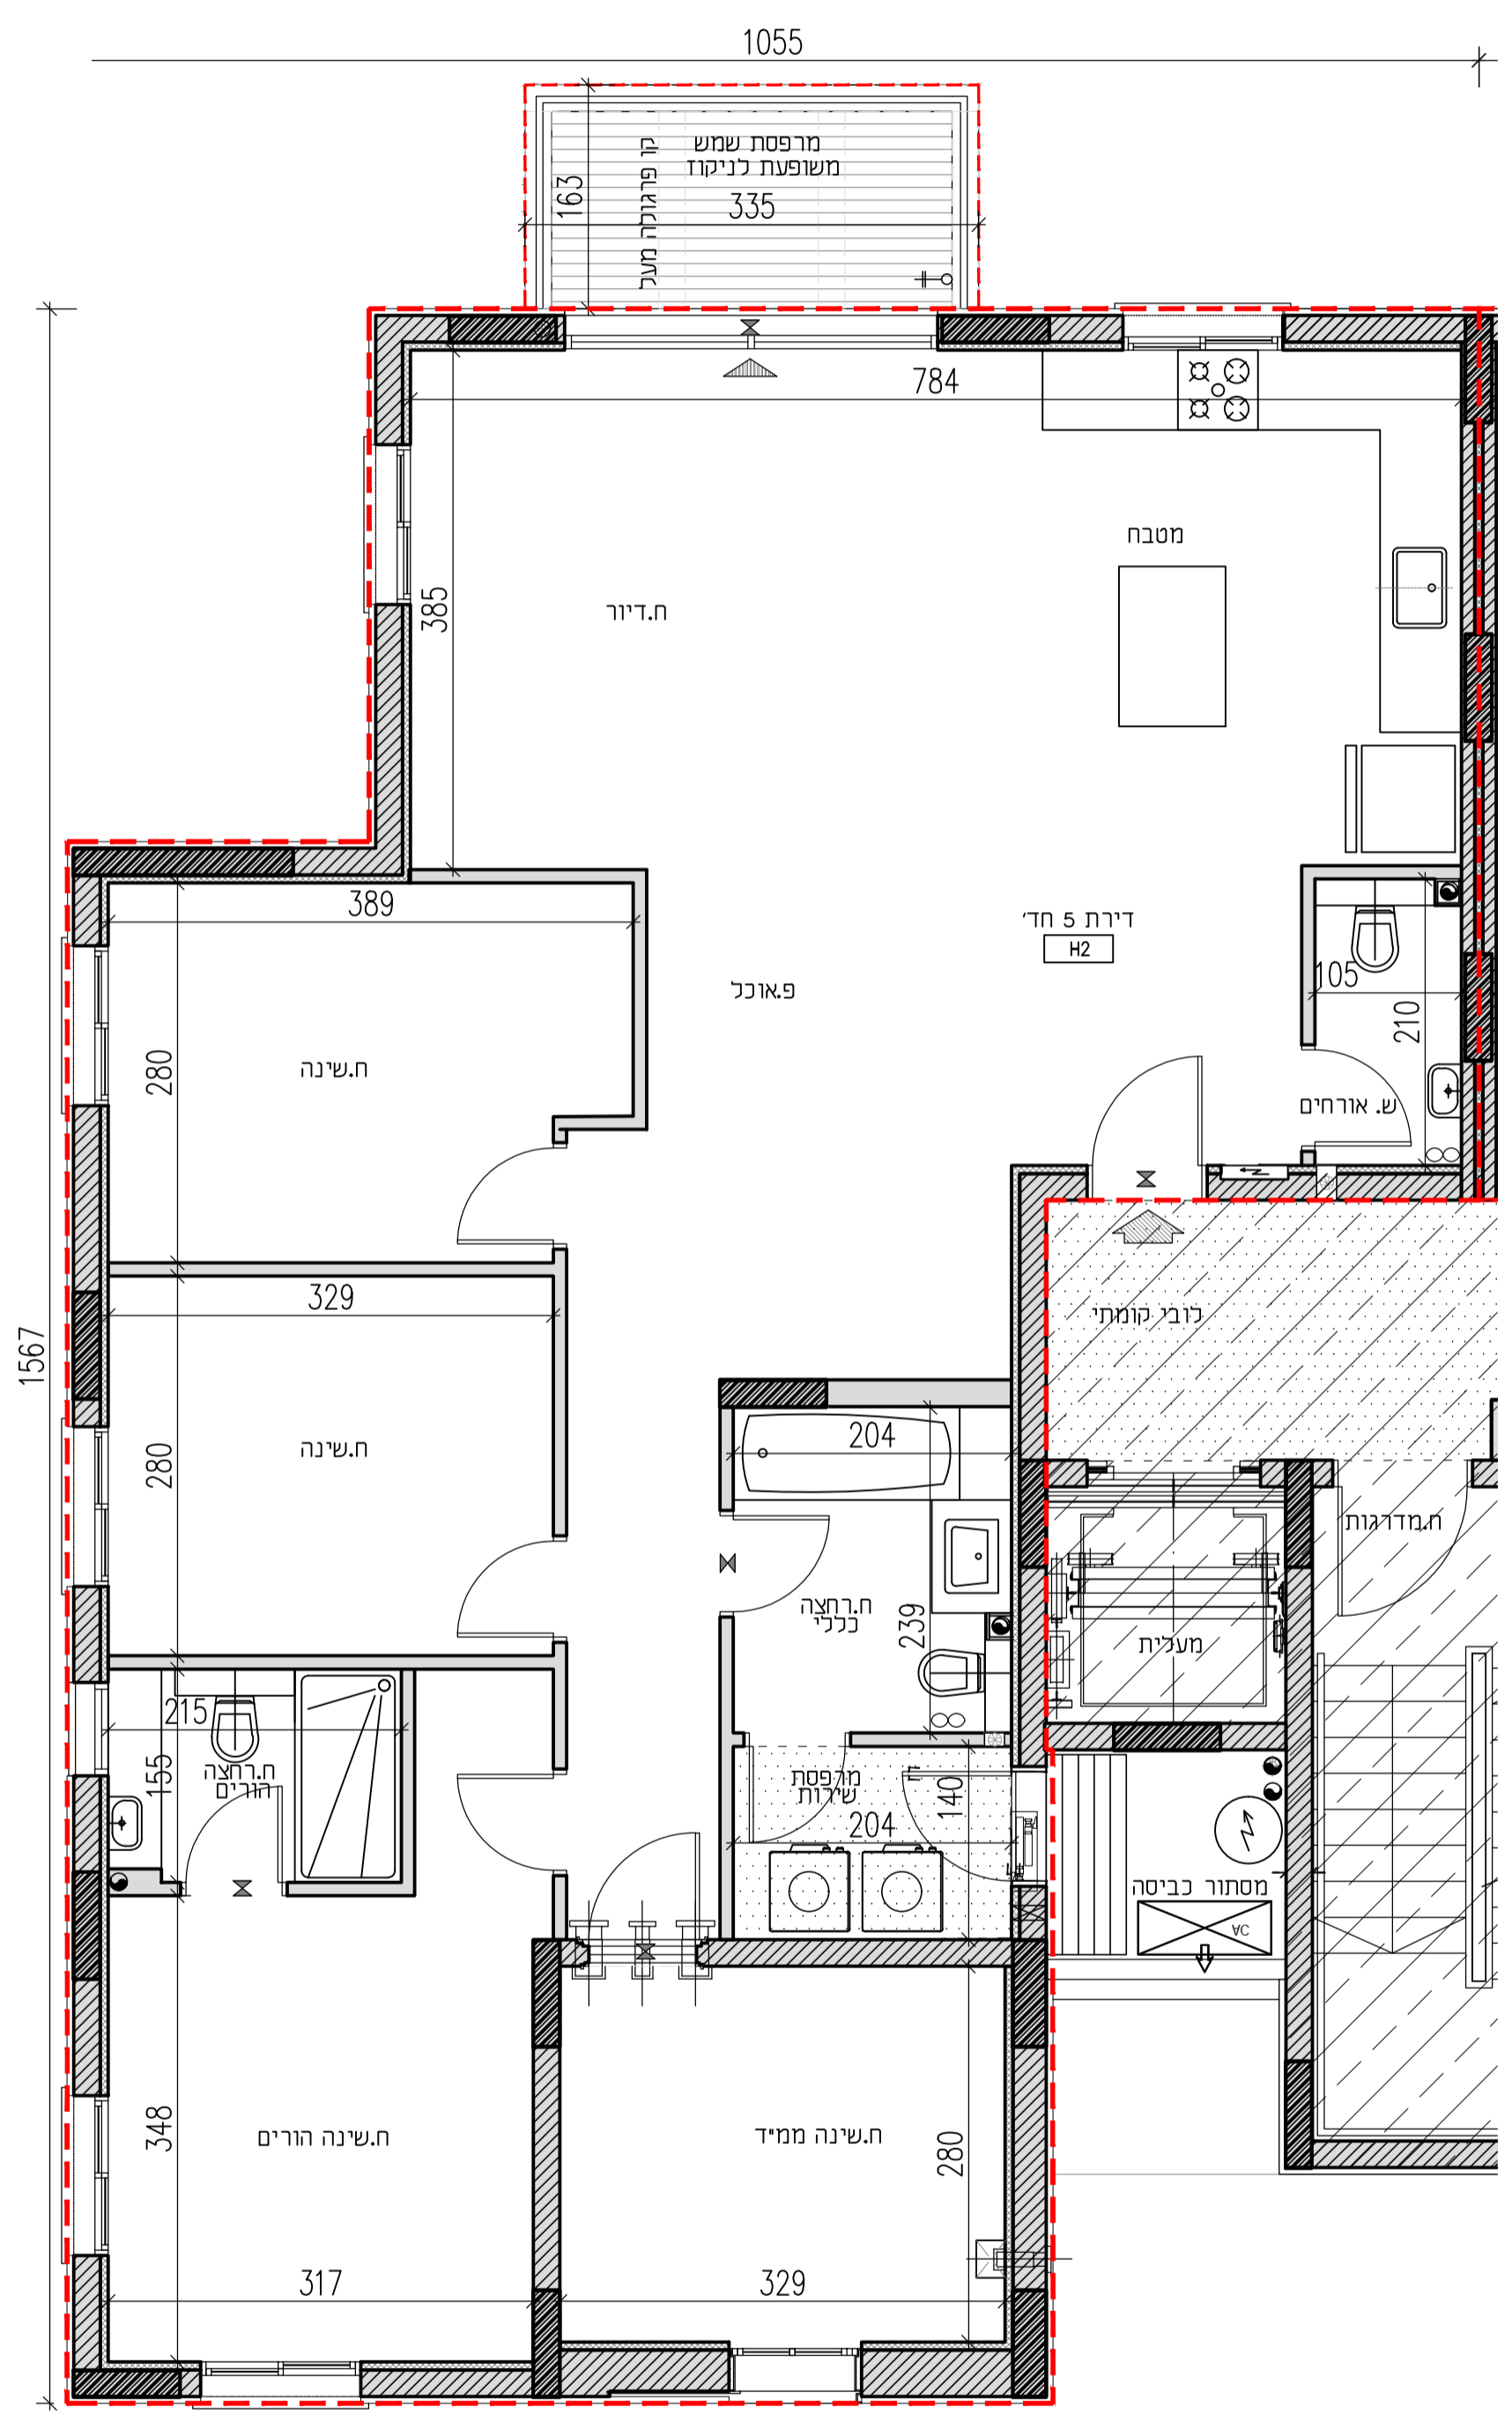 1055
מרפסת שמש
משופעת לניקוז
קו פרגולה מעל
163
335
784
מטבח
ח.דיור
385
389
דירת 5 חד'
H2
פ.אוכל
105
210
280
ח.שינה
ש. אורחים
329
לובי קומתי
1567
280
ח.שינה
204
ח.מדרגות
ח.רחצה
כללי
239
מעלית
215
155
ח.רחצה
הורים
מרפסת
שירות
140
204
מסתור כביסה
AC
348
ח.שינה הורים
ח.שינה ממ"ד
280
317
329